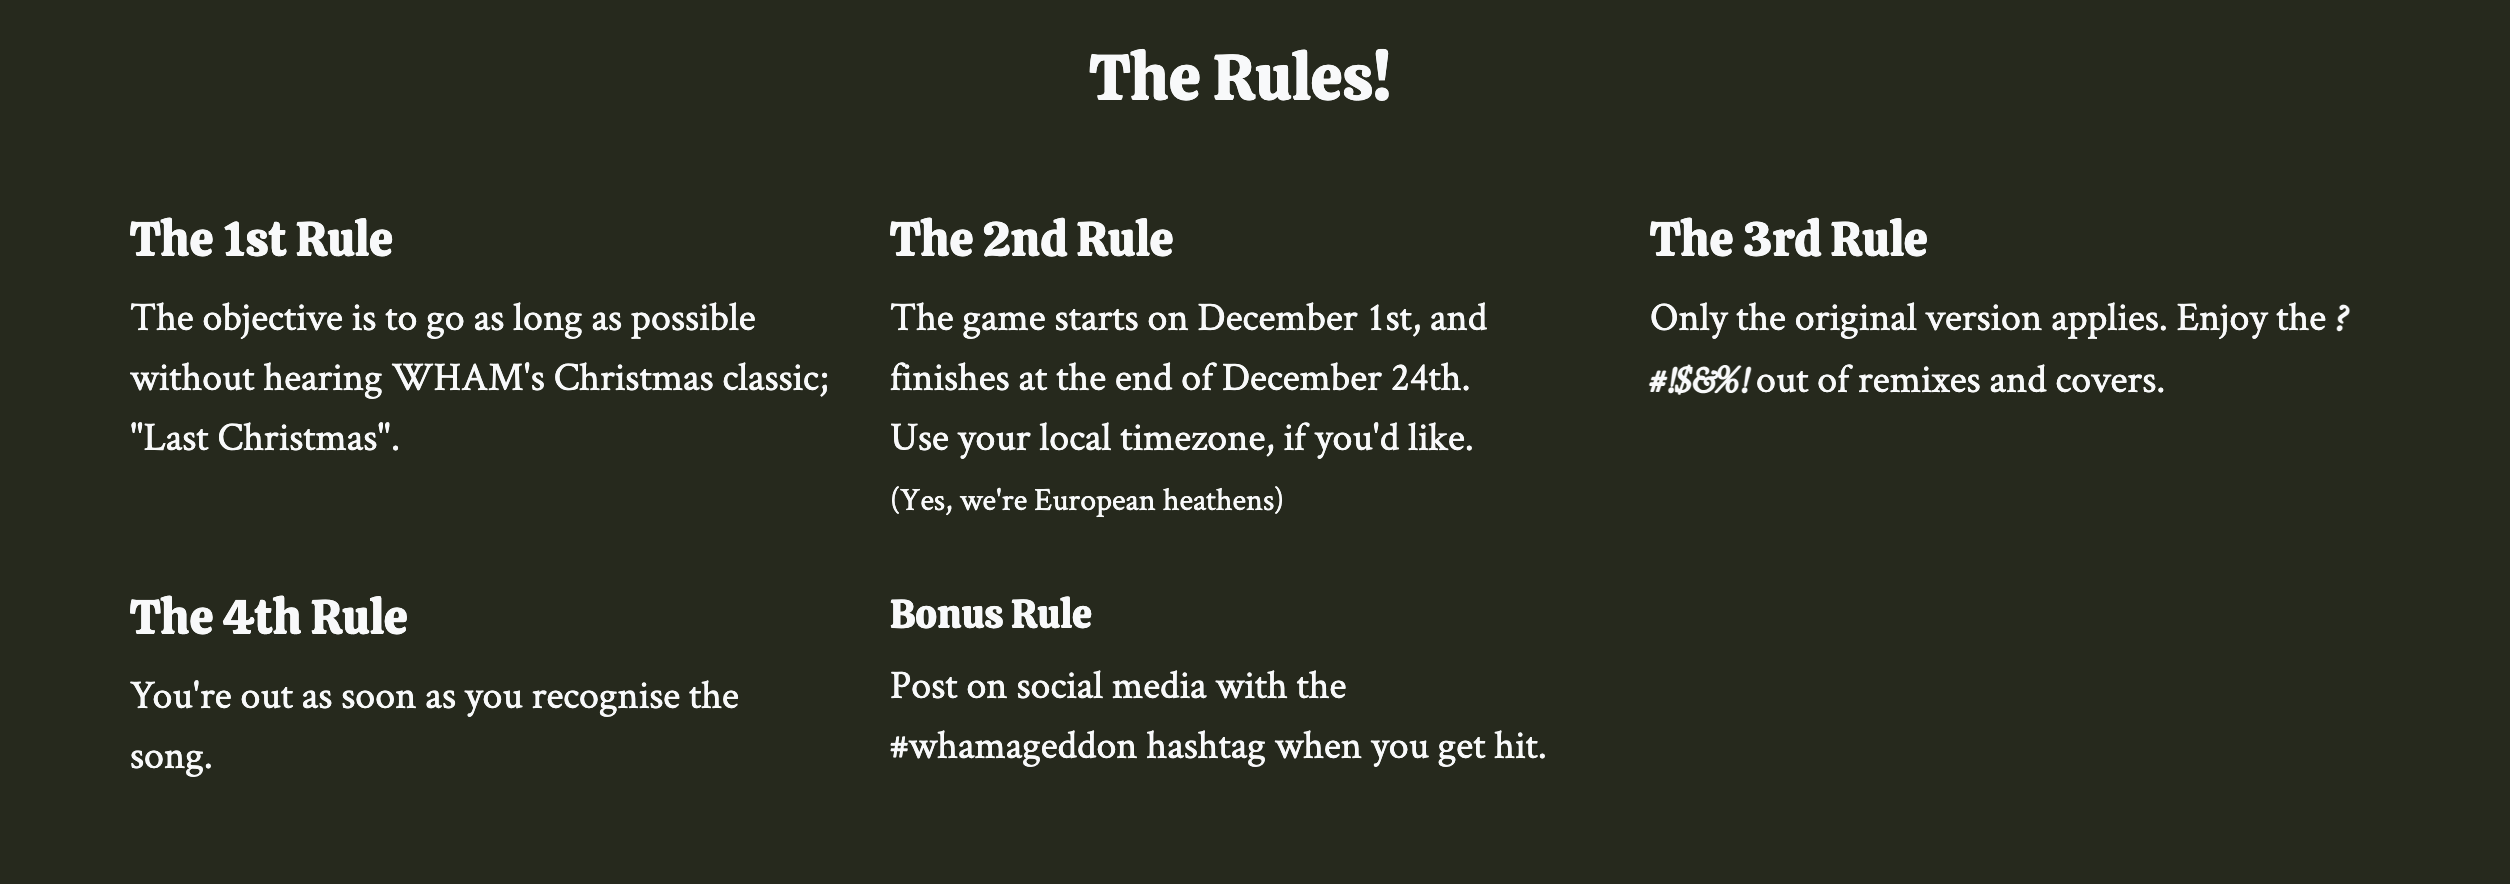 The Rules!
The 1st Rule
The objective is to go as long as possible
without hearing WHAM's Christmas classic;
"Last Christmas".
The 2nd Rule
The game starts on December 1st, and
finishes at the end of December 24th.
Use your local timezone, if you'd like.
(Yes, we're European heathens)
The 3rd Rule
Only the original version applies. Enjoy the ?
#!$&%! out of remixes and covers.
The 4th Rule
You're out as soon as you recognise the
song.
Bonus Rule
Post on social media with the
#whamageddon hashtag when you get hit.